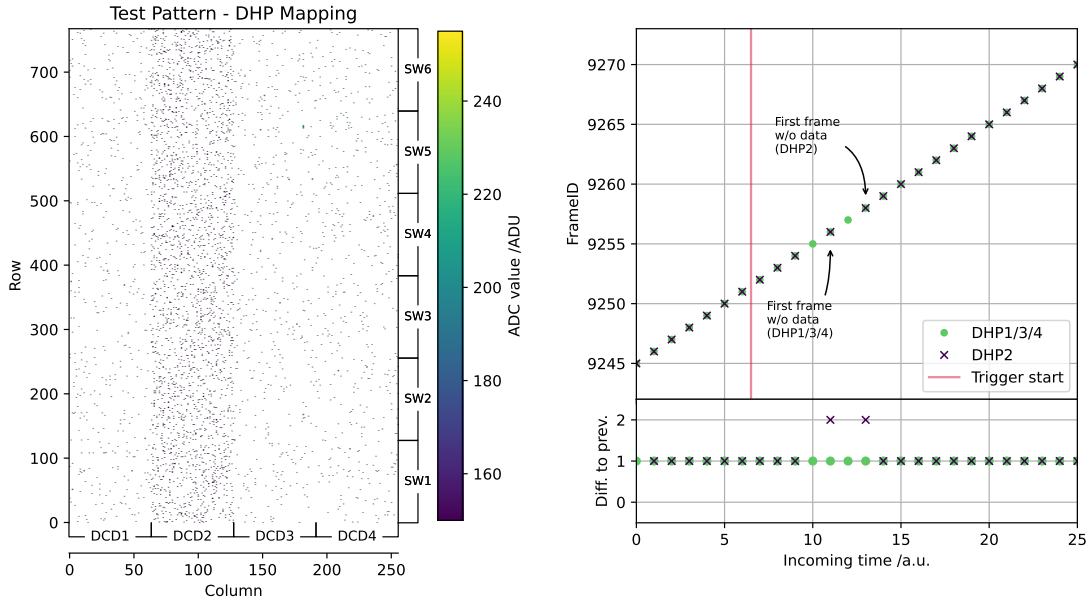 Test Pattern - DHP Mapping
Row
700
600
500
400
300
200
100
0
SW6
SW5
SW4
SW3
SW2
SW1
DCD1
DCD2
DCD3
DCD4
0 50 100 150 200 250
Column
240
220
200
180
160
ADC value /ADU
FrameID
9270
9265
9260
9255
9250
9245
First frame
w/o data
(DHP2)
First frame
w/o data
(DHP1/3/4)
DHP1/3/4
DHP2
Trigger start
Diff. to prev.
2
1
0
0 5 10 15 20 25
Incoming time /a.u.